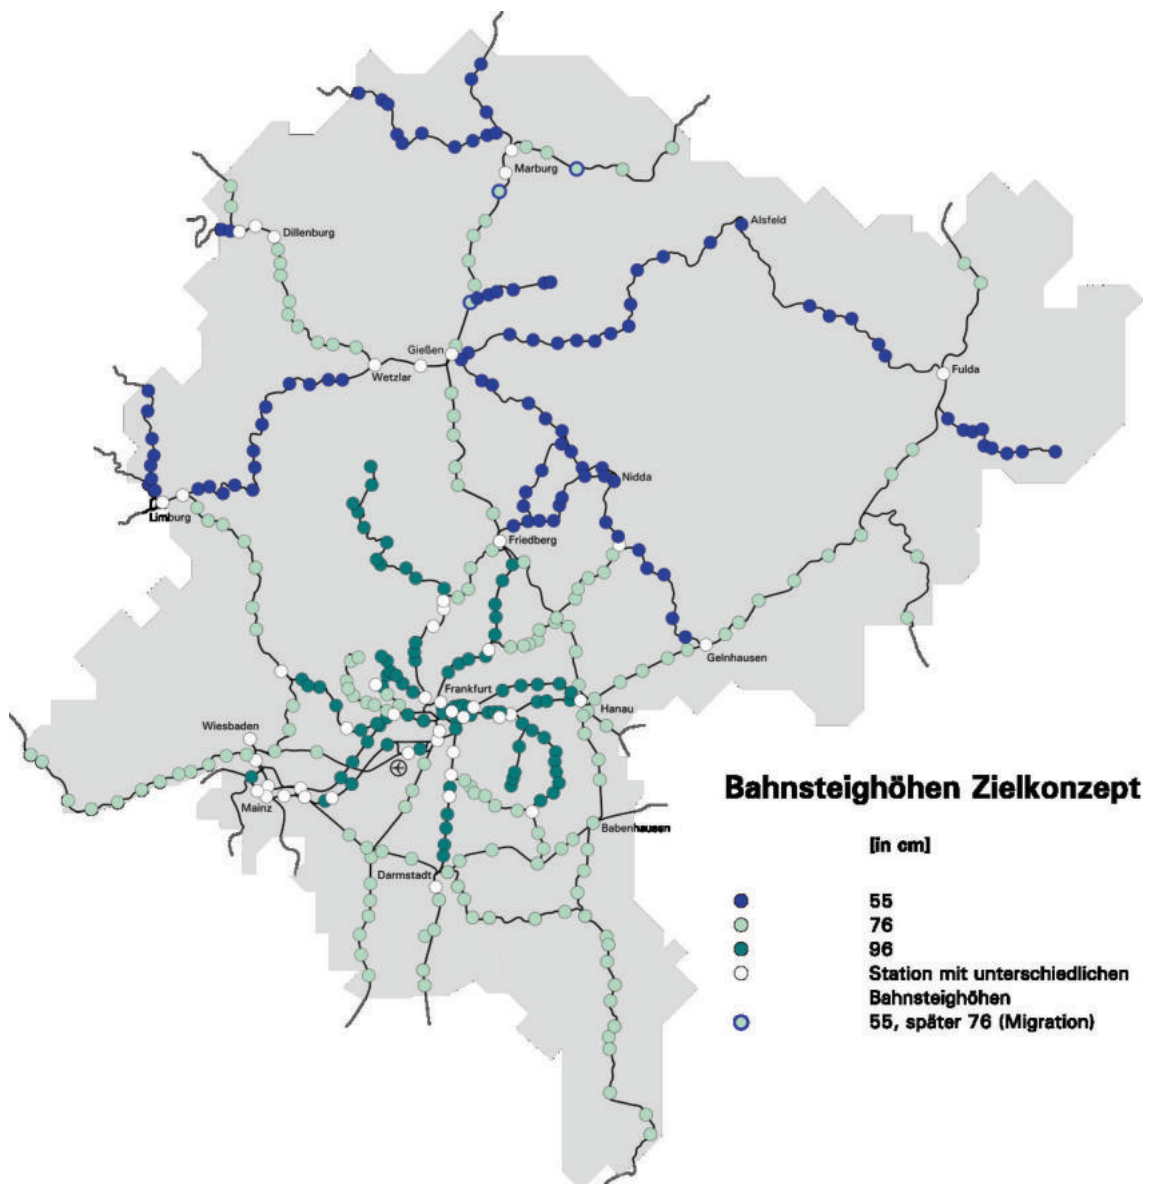 Marburg
Dillenburg
Alsfeld
Gießen
Wetzlar
Fulda
Nidda
Limburg
Friedberg
Gelnhausen
Frankfurt
Hanau
Wiesbaden
Mainz
Babenhausen
Darmstadt
Bahnsteighöhen Zielkonzept
[in cm]
55
76
96
Station mit unterschiedlichen
Bahnsteighöhen
55, später 76 (Migration)